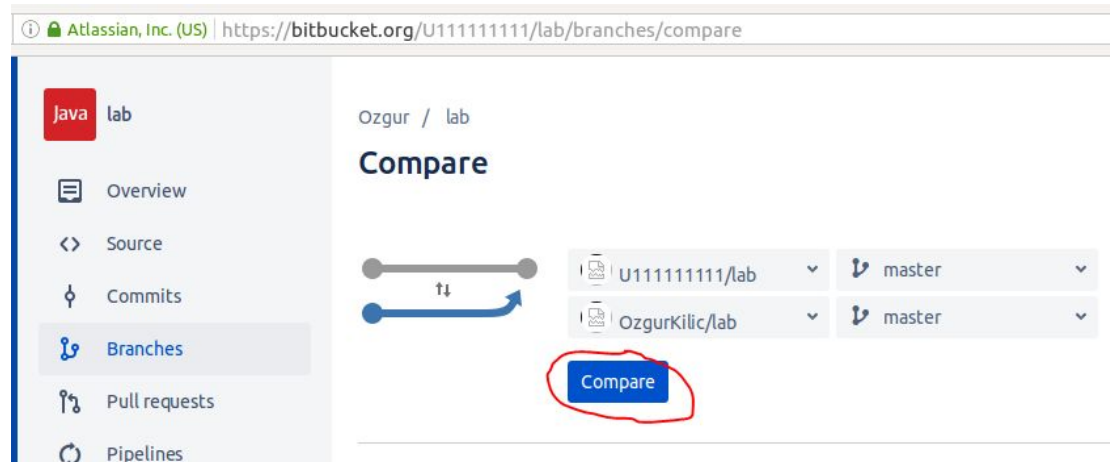 Atlassian, Inc. (US) https://bitbucket.org/U111111111/lab/branches/compare
Java lab
Ozgur / lab
Compare
Overview
Source
Commits
Branches
Pull requests
Pipelines
U111111111/lab master
OzgurKilic/lab master
Compare